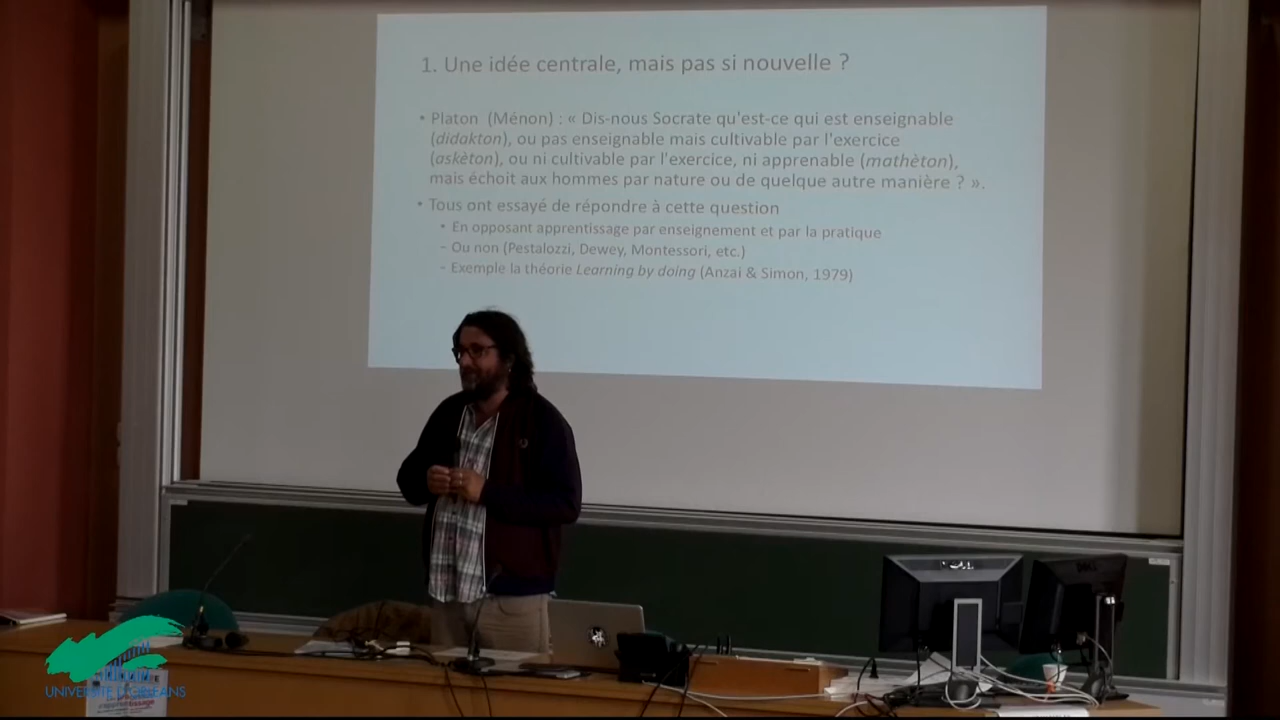 1. Une idée centrale, mais pas si nouvelle ?
• Platon (Ménon) : « Dis-nous Socrate qu'est-ce qui est enseignable
(didakton), ou pas enseignable mais cultivable par l'exercice
(askèton), ou ni cultivable par l'exercice, ni apprenable (mathèton),
mais échoit aux hommes par nature ou de quelque autre manière ? ».
• Tous ont essayé de répondre à cette question
• En opposant apprentissage par enseignement et par la pratique
– Ou non (Pestalozzi, Dewey, Montessori, etc.)
– Exemple la théorie Learning by doing (Anzai & Simon, 1979)
DELL
UNIVERSITÉ D'ORLÉANS